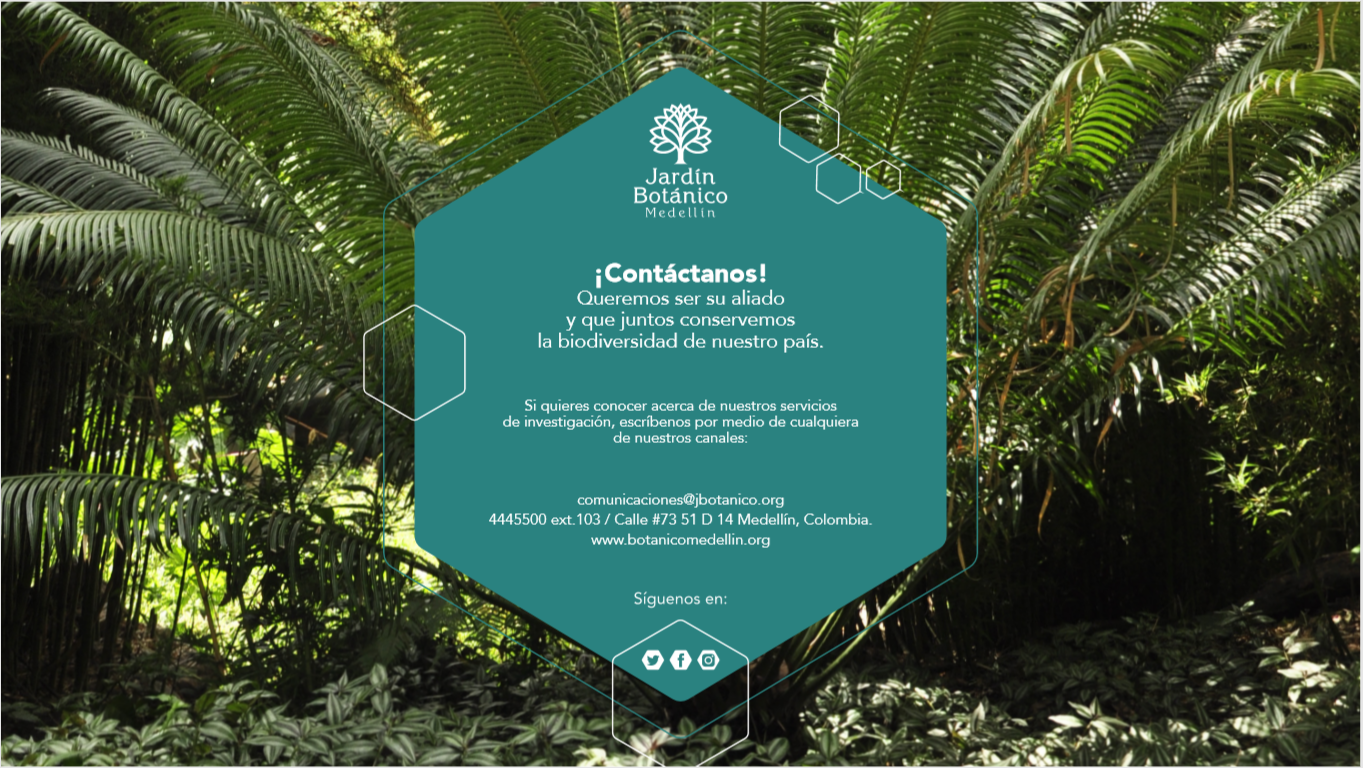 Jardín
Botánico
Medellín
¡Contáctanos!
Queremos ser su aliado
y que juntos conservemos
la biodiversidad de nuestro país.
Si quieres conocer acerca de nuestros servicios
de investigación, escríbenos por medio de cualquiera
de nuestros canales:
comunicaciones@jbotanico.org
4445500 ext.103 / Calle #73 51 D 14 Medellín, Colombia.
www.botanicomedellin.org
Síguenos en: